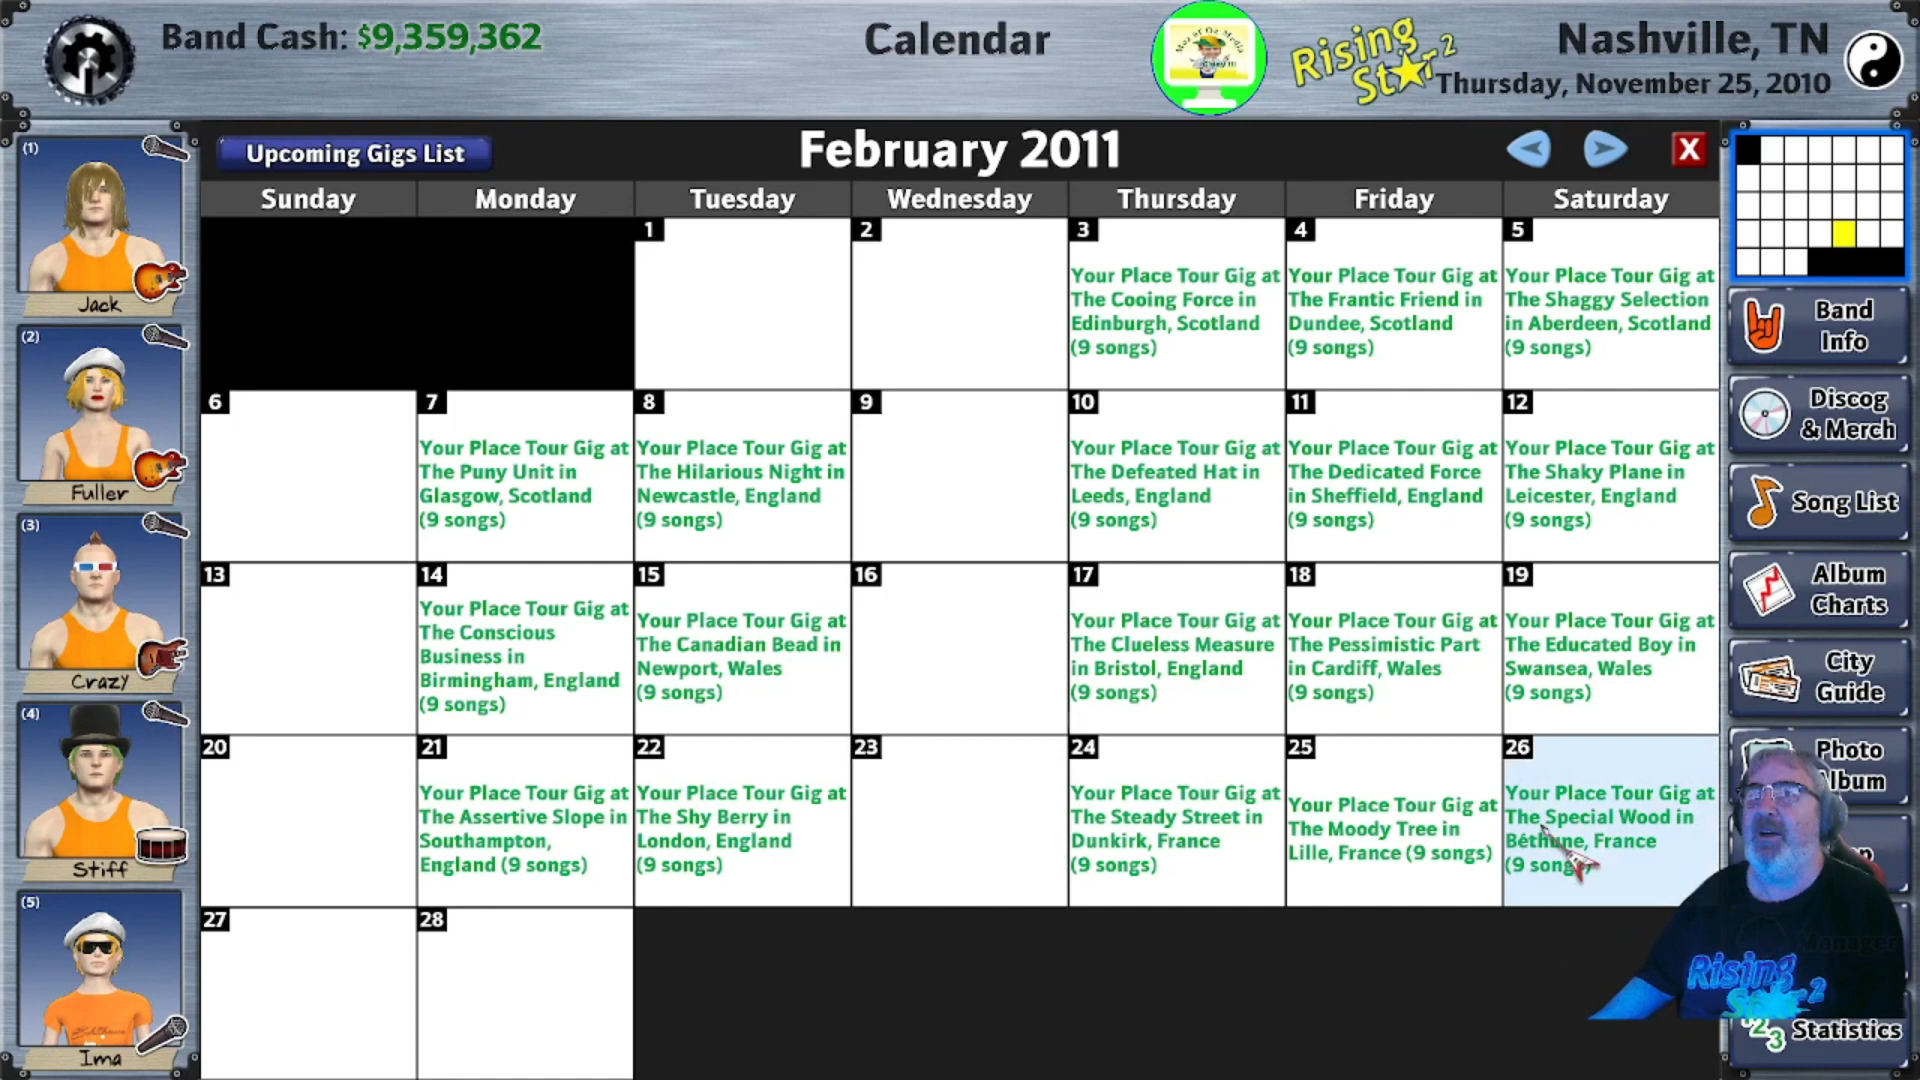 Band Cash: $9,359,362
Calendar
Rising
Star 2
Nashville, TN
Thursday, November 25, 2010
Upcoming Gigs List
February 2011
X
Sunday Monday Tuesday Wednesday Thursday Friday Saturday
1
2
3
Your Place Tour Gig at
The Cooing Force in
Edinburgh, Scotland
(9 songs)
4
Your Place Tour Gig at
The Frantic Friend in
Dundee, Scotland
(9 songs)
5
Your Place Tour Gig at
The Shaggy Selection
in Aberdeen, Scotland
(9 songs)
6
7
Your Place Tour Gig at
The Puny Unit in
Glasgow, Scotland
(9 songs)
8
Your Place Tour Gig at
The Hilarious Night in
Newcastle, England
(9 songs)
9
10
Your Place Tour Gig at
The Defeated Hat in
Leeds, England
(9 songs)
11
Your Place Tour Gig at
The Dedicated Force
in Sheffield, England
(9 songs)
12
Your Place Tour Gig at
The Shaky Plane in
Leicester, England
(9 songs)
13
14
Your Place Tour Gig at
The Conscious
Business in
Birmingham, England
(9 songs)
15
Your Place Tour Gig at
The Canadian Bead in
Newport, Wales
(9 songs)
16
17
Your Place Tour Gig at
The Clueless Measure
in Bristol, England
(9 songs)
18
Your Place Tour Gig at
The Pessimistic Part
in Cardiff, Wales
(9 songs)
19
Your Place Tour Gig at
The Educated Boy in
Swansea, Wales
(9 songs)
20
21
Your Place Tour Gig at
The Assertive Slope in
Southampton,
England (9 songs)
22
Your Place Tour Gig at
The Shy Berry in
London, England
(9 songs)
23
24
Your Place Tour Gig at
The Steady Street in
Dunkirk, France
(9 songs)
25
Your Place Tour Gig at
The Moody Tree in
Lille, France (9 songs)
26
Your Place Tour Gig at
The Special Wood in
Béthune, France
(9 songs)
27
28
(1)
Jack
(2)
Fuller
(3)
Crazy
(4)
Stiff
(5)
Ima
Band
Info
Discog
& Merch
Song List
Album
Charts
City
Guide
Photo
Album
Manager
Rising
Star 2
123
Statistics